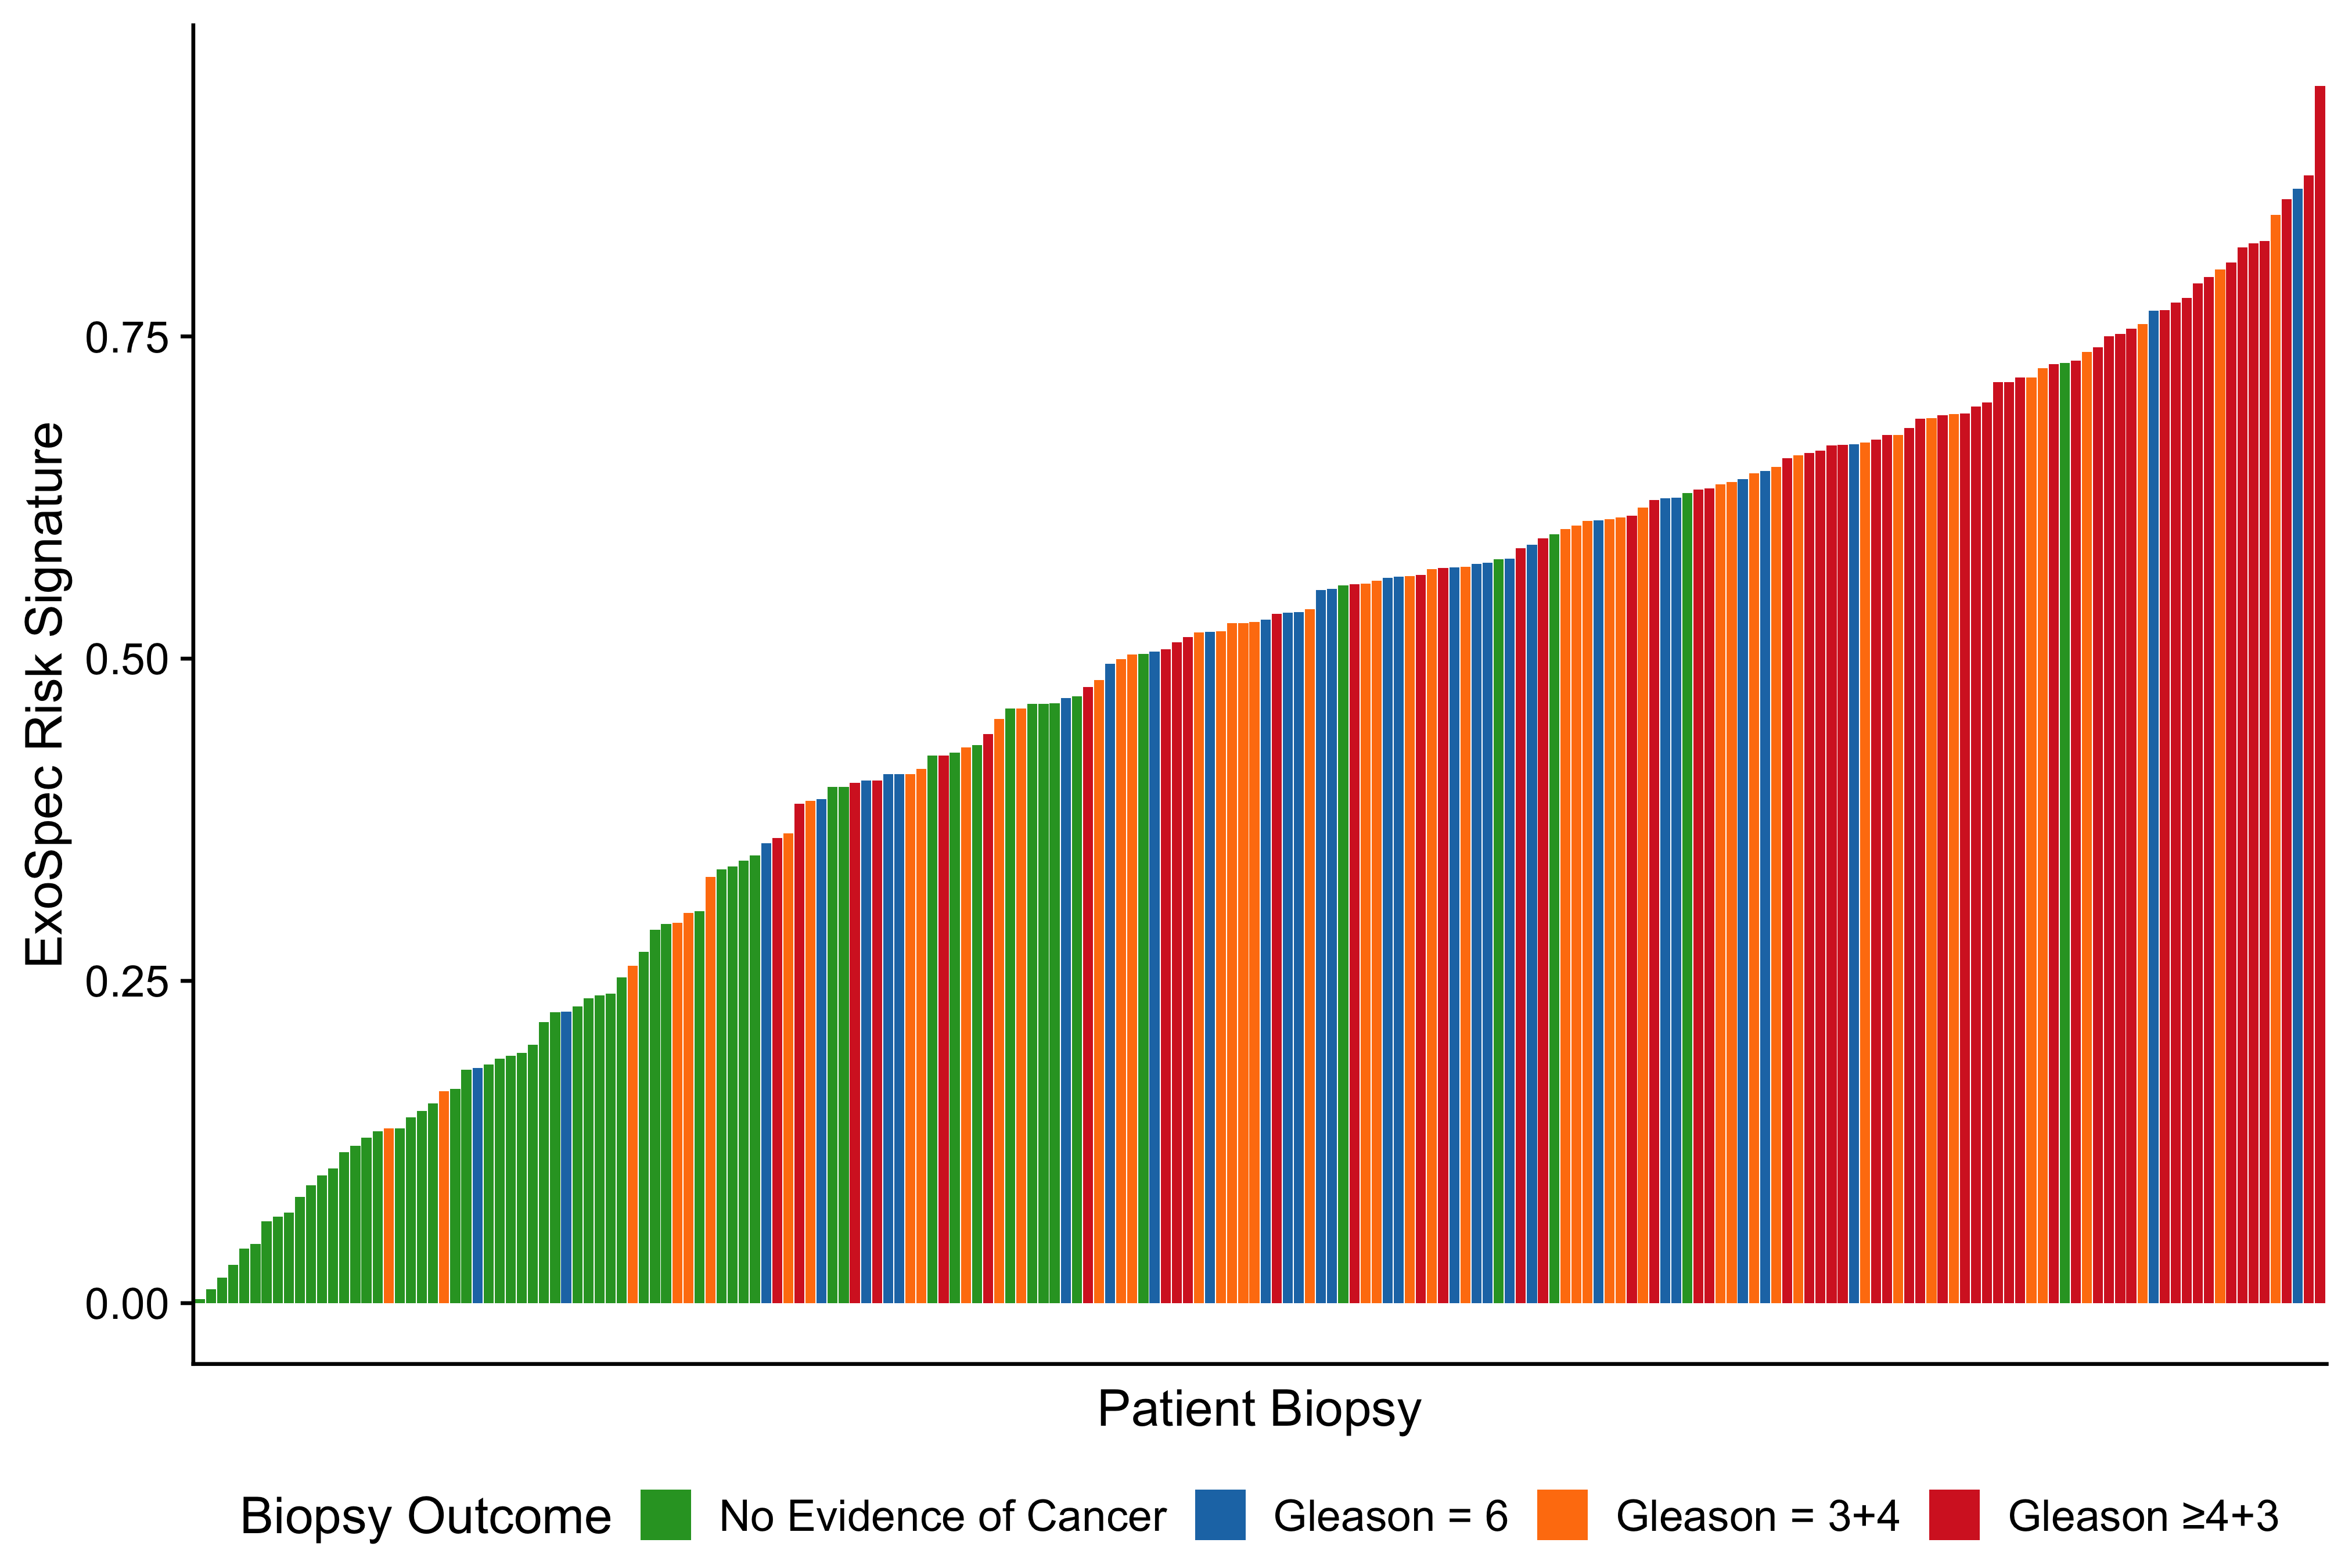 ExoSpec Risk Signature
0.75
0.50
0.25
0.00
Patient Biopsy
Biopsy Outcome No Evidence of Cancer Gleason = 6 Gleason = 3+4 Gleason ≥4+3